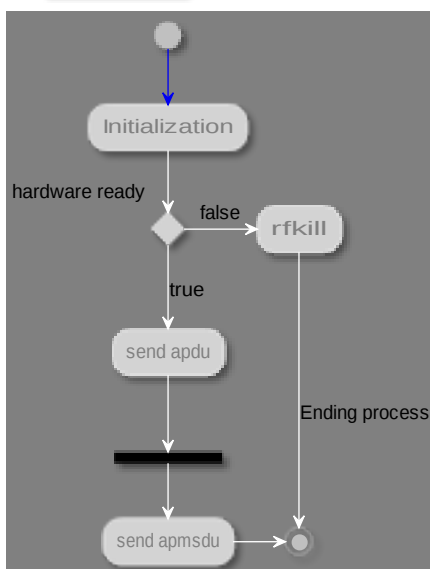 Initialization
hardware ready
false
rfkill
true
send apdu
Ending process
send apmsdu